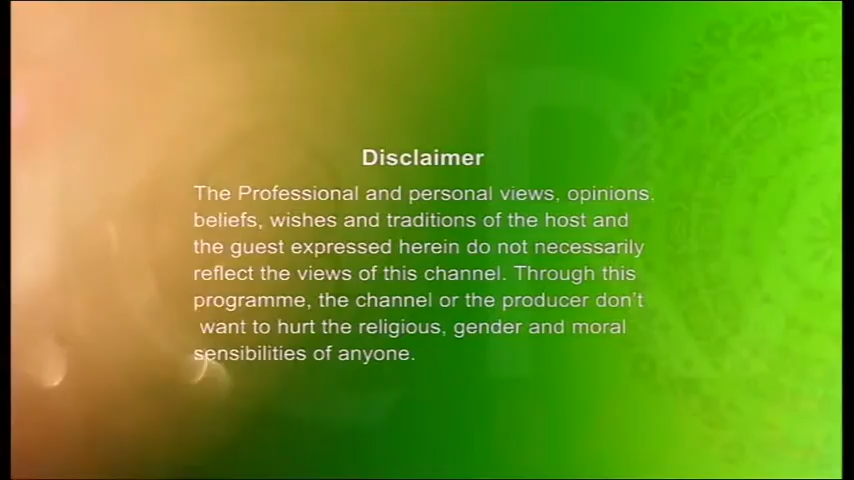 Disclaimer
The Professional and personal views, opinions.
beliefs, wishes and traditions of the host and
the guest expressed herein do not necessarily
reflect the views of this channel. Through this
programme, the channel or the producer don't
want to hurt the religious, gender and moral
sensibilities of anyone.